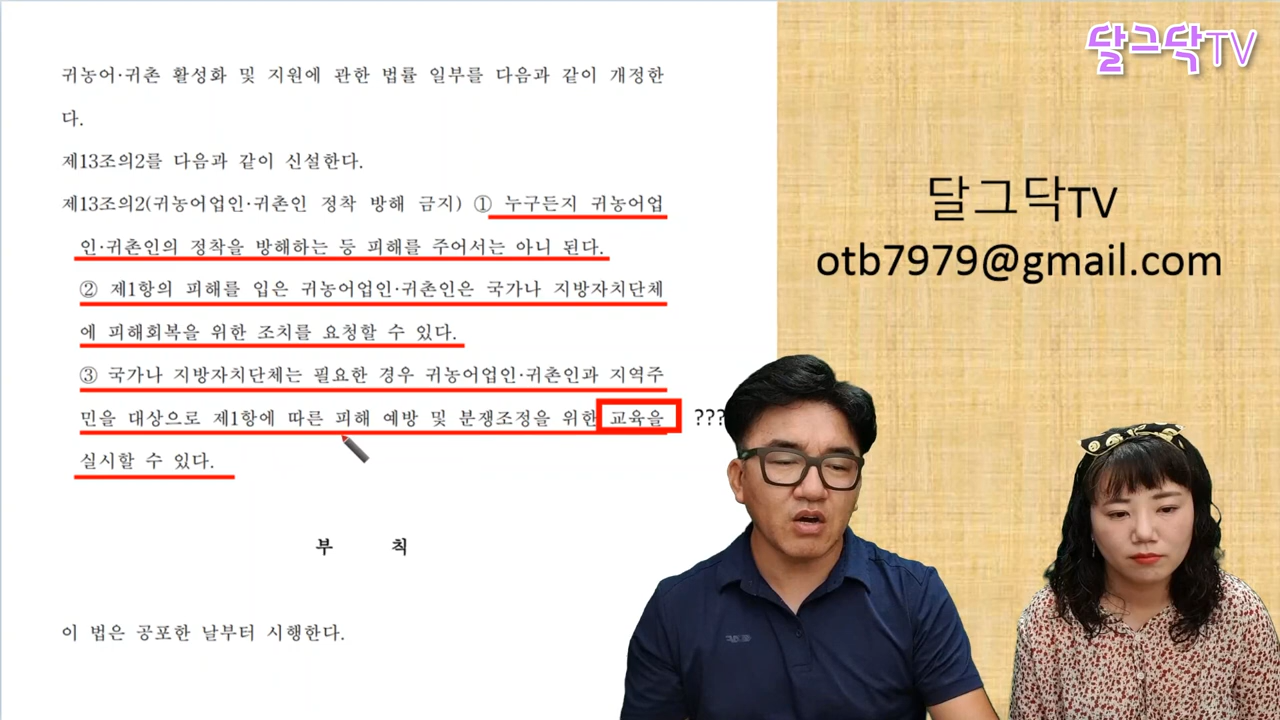 귀농어·귀촌 활성화 및 지원에 관한 법률 일부를 다음과 같이 개정한
다.
제13조의2를 다음과 같이 신설한다.
제13조의2(귀농어업인·귀촌인 정착 방해 금지) ① 누구든지 귀농어업
인·귀촌인의 정착을 방해하는 등 피해를 주어서는 아니 된다.
② 제1항의 피해를 입은 귀농어업인·귀촌인은 국가나 지방자치단체
에 피해회복을 위한 조치를 요청할 수 있다.
③ 국가나 지방자치단체는 필요한 경우 귀농어업인·귀촌인과 지역주
민을 대상으로 제1항에 따른 피해 예방 및 분쟁조정을 위한 교육을 ???
실시할 수 있다.
부 칙
이 법은 공포한 날부터 시행한다.
달그닥TV
달그닥TV
otb7979@gmail.com